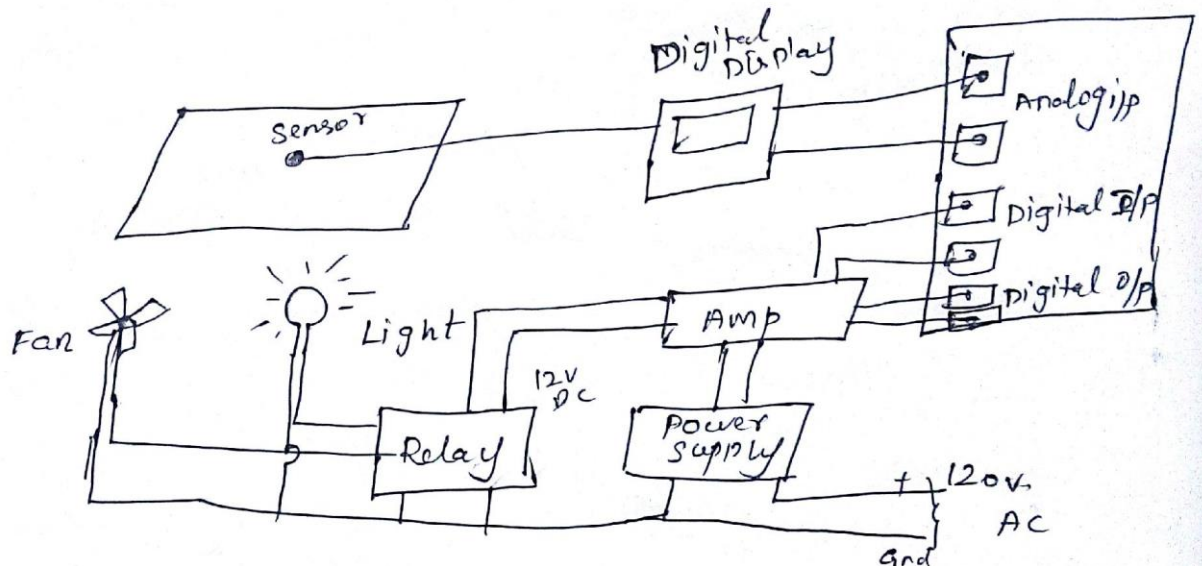 Digital
Display
Sensor
Analog i/p
Digital I/P
Digital O/P
Fan
Light
Amp
12V
DC
Relay
Power
Supply
+ 120v.
AC
Gnd